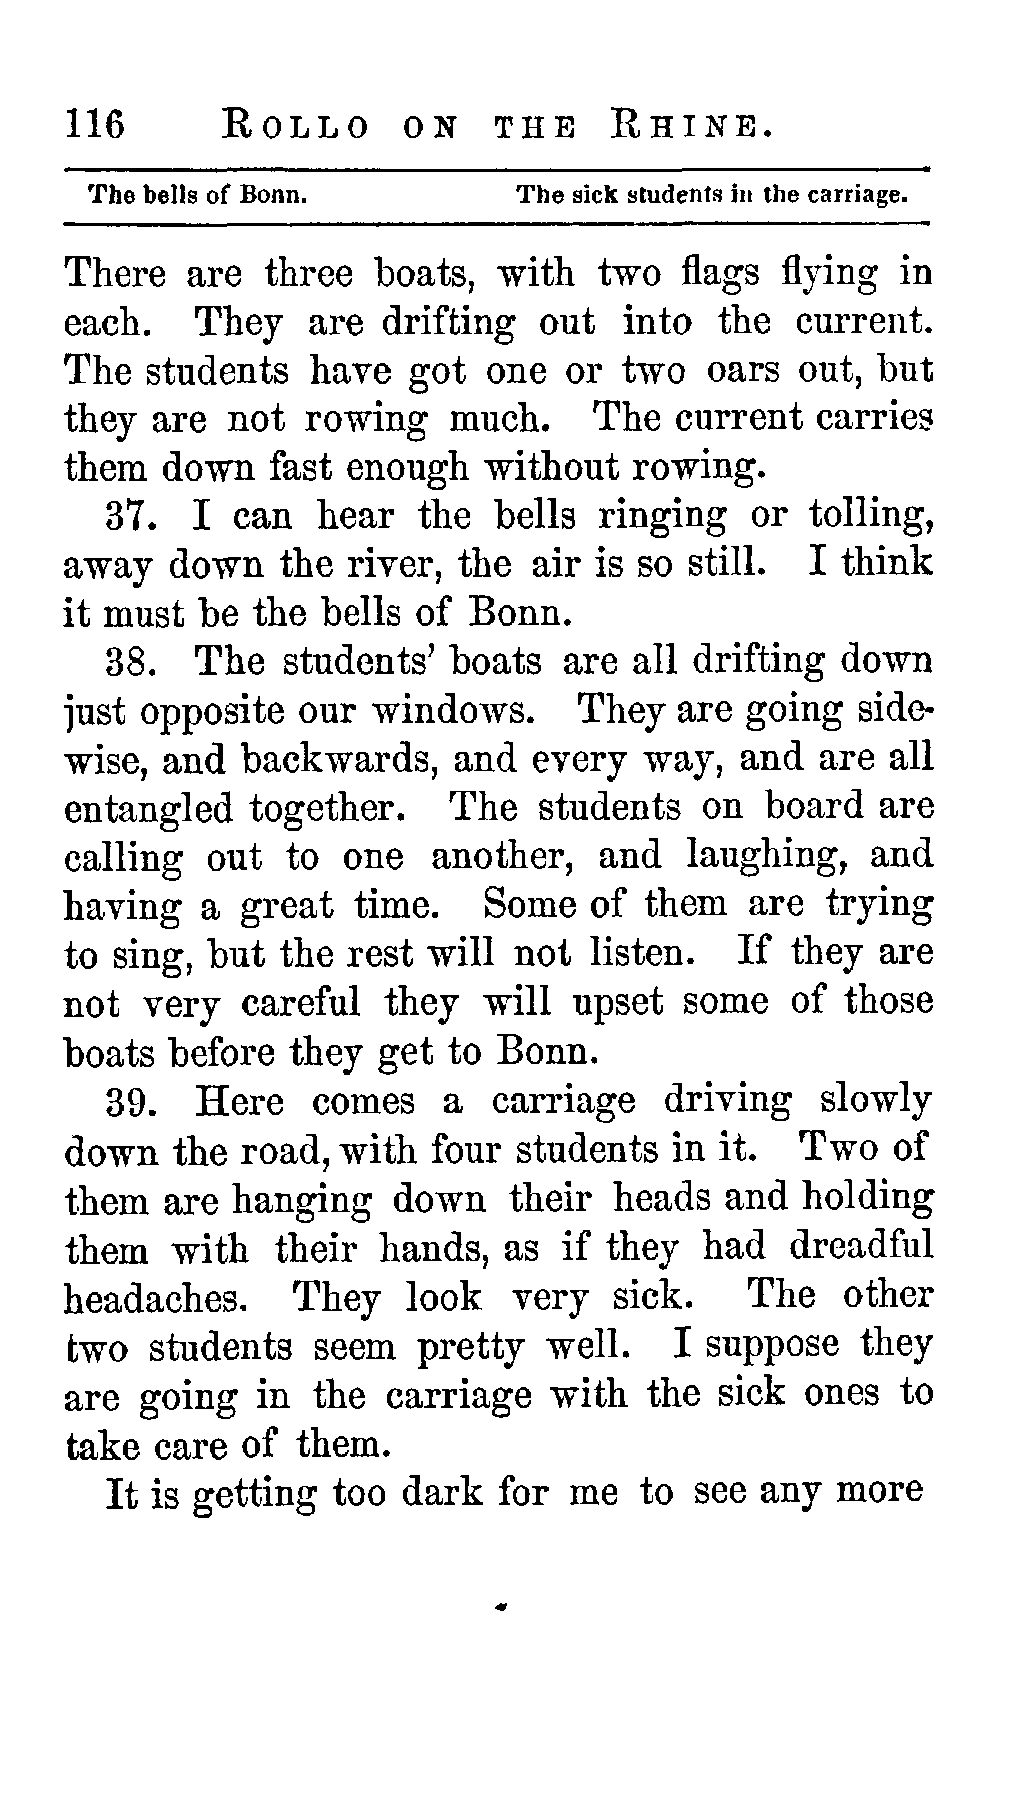 116 ROLLO ON THE RHINE.
The bells of Bonn. The sick students in the carriage.
There are three boats, with two flags flying in
each. They are drifting out into the current.
The students have got one or two oars out, but
they are not rowing much. The current carries
them down fast enough without rowing.
37. I can hear the bells ringing or tolling,
away down the river, the air is so still. I think
it must be the bells of Bonn.
38. The students' boats are all drifting down
just opposite our windows. They are going side-
wise, and backwards, and every way, and are all
entangled together. The students on board are
calling out to one another, and laughing, and
having a great time. Some of them are trying
to sing, but the rest will not listen. If they are
not very careful they will upset some of those
boats before they get to Bonn.
39. Here comes a carriage driving slowly
down the road, with four students in it. Two of
them are hanging down their heads and holding
them with their hands, as if they had dreadful
headaches. They look very sick. The other
two students seem pretty well. I suppose they
are going in the carriage with the sick ones to
take care of them.
It is getting too dark for me to see any more